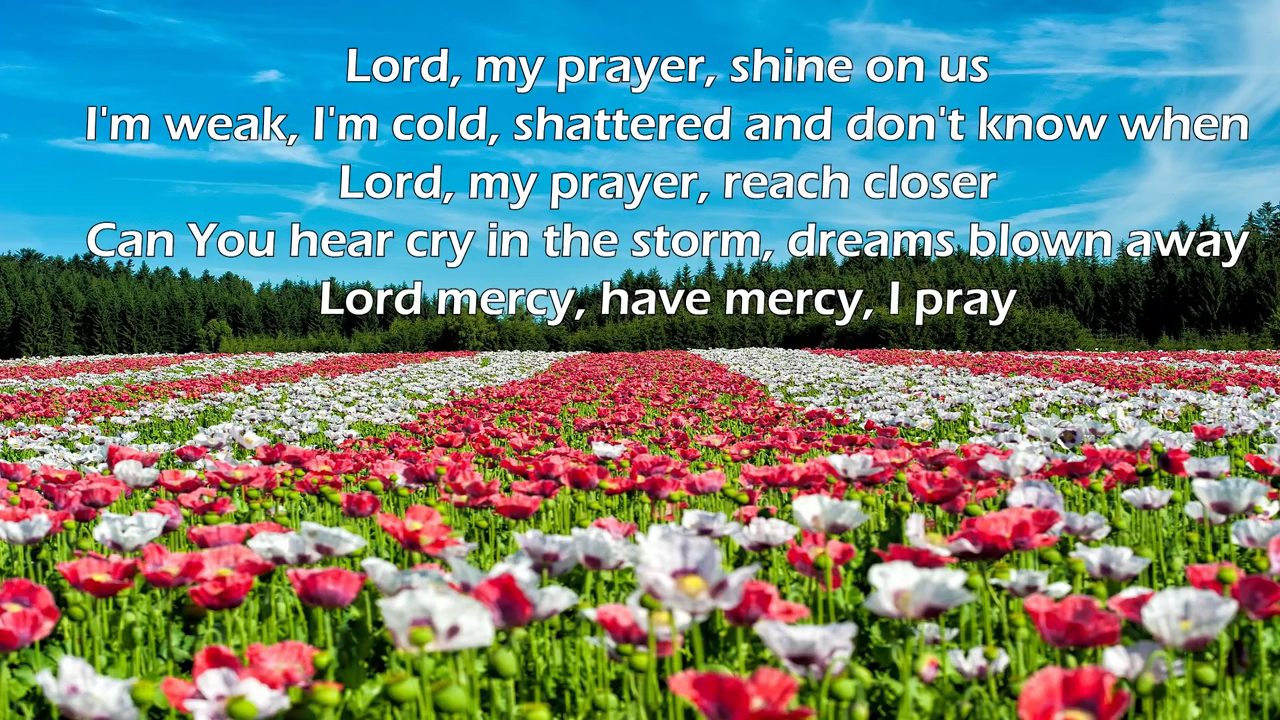 Lord, my prayer, shine on us
I'm weak, I'm cold, shattered and don't know when
Lord, my prayer, reach closer
Can You hear cry in the storm, dreams blown away
Lord mercy, have mercy, I pray